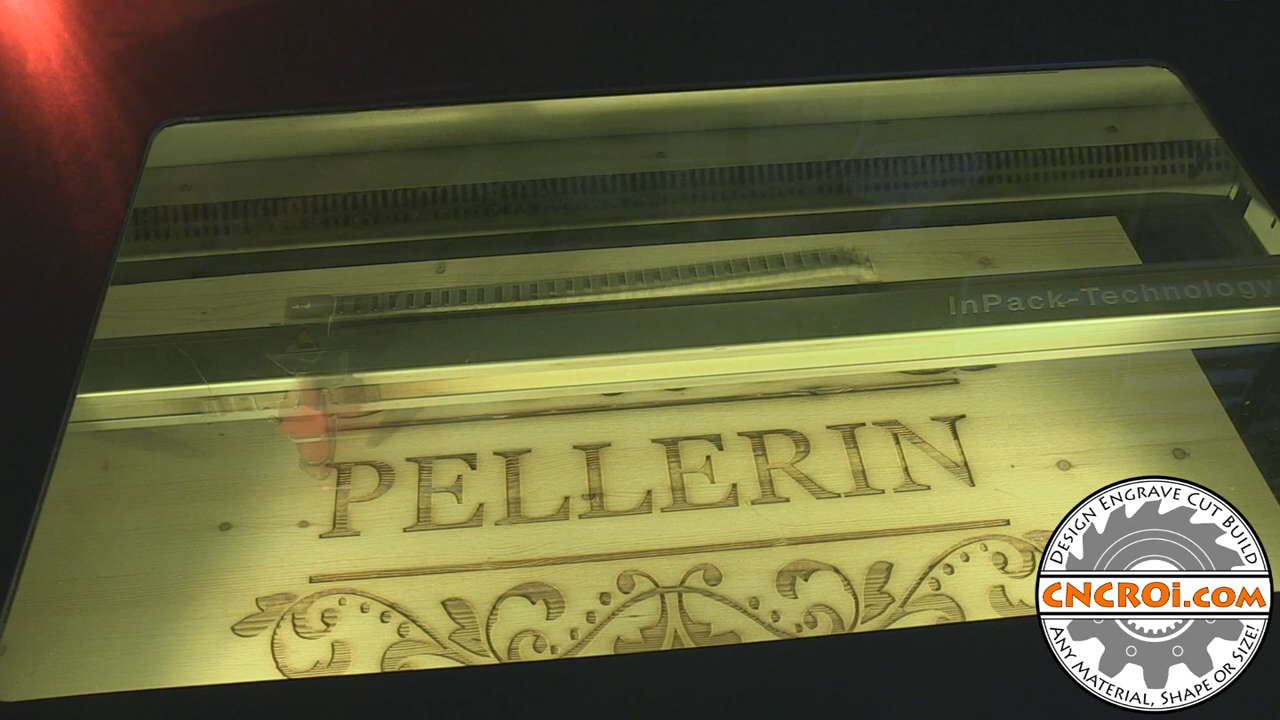 InPack-Technology
PELLERIN
DESIGN ENGRAVE CUT BUILD
CNCROi.com
ANY MATERIAL, SHAPE OR SIZE!